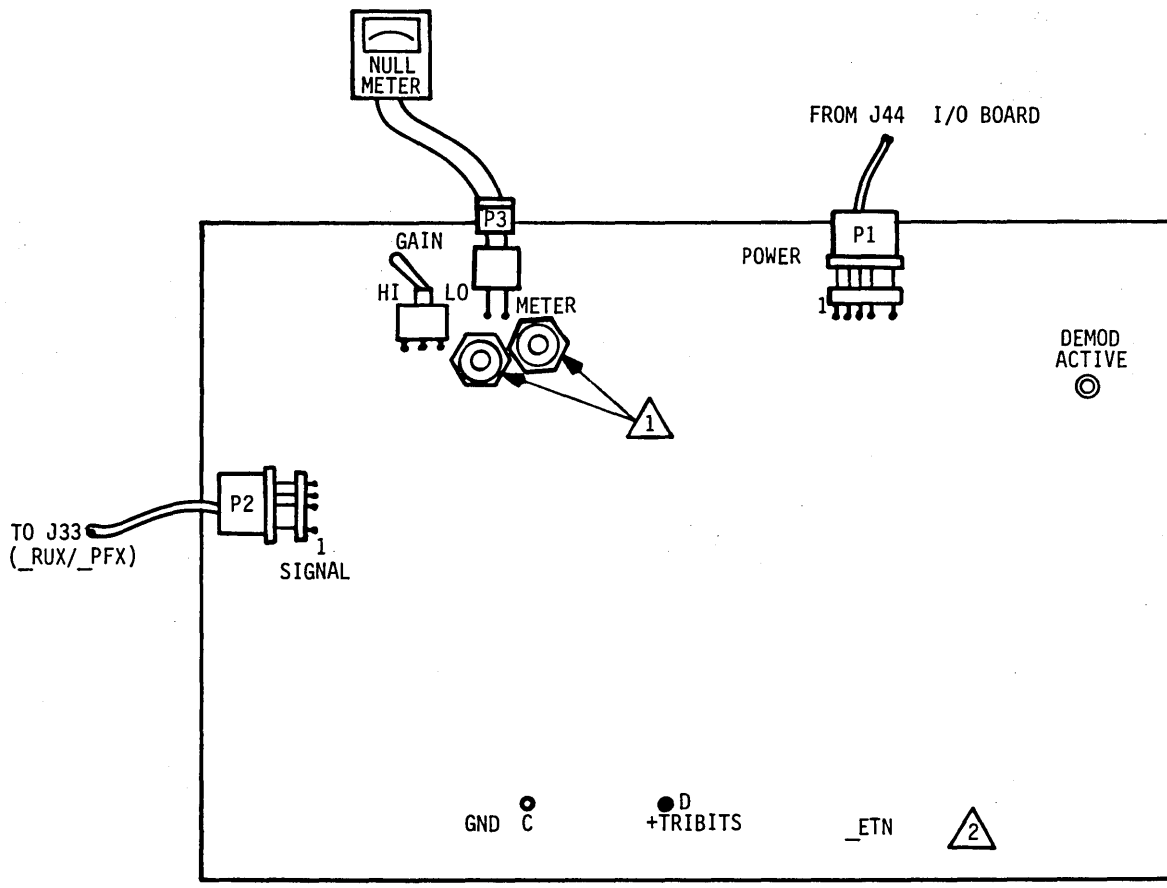 NULL
METER
FROM J44 I/O BOARD
P3
P1
GAIN
POWER
HI LO
METER
1
DEMOD
ACTIVE
1
P2
TO J33
(_RUX/_PFX)
1
SIGNAL
GND C
D
+TRIBITS
_ETN
2